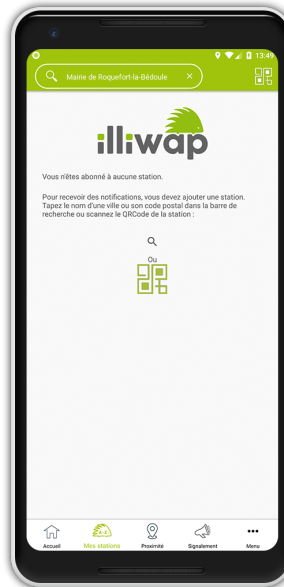 13:49
Mairie de Roquefort-la-Bédoule
illiwap
Vous n'êtes abonné à aucune station.
Pour recevoir des notifications, vous devez ajouter une station.
Tapez le nom d'une ville ou son code postal dans la barre de
recherche ou scannez le QRCode de la station :
Ou
A-Z
Accueil Mes stations Proximité Signalement Menu